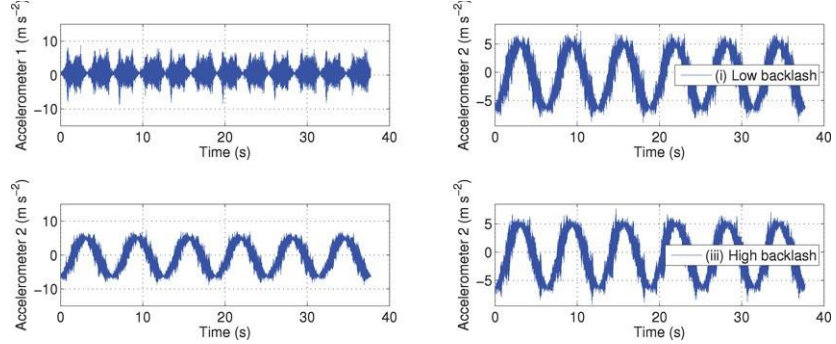 Accelerometer 1 (m s⁻²)
10
0
−10
0 10 20 30 40
Time (s)
Accelerometer 2 (m s⁻²)
5
0
−5
(i) Low backlash
0 10 20 30 40
Time (s)
Accelerometer 2 (m s⁻²)
10
0
−10
0 10 20 30 40
Time (s)
Accelerometer 2 (m s⁻²)
5
0
−5
(iii) High backlash
0 10 20 30 40
Time (s)